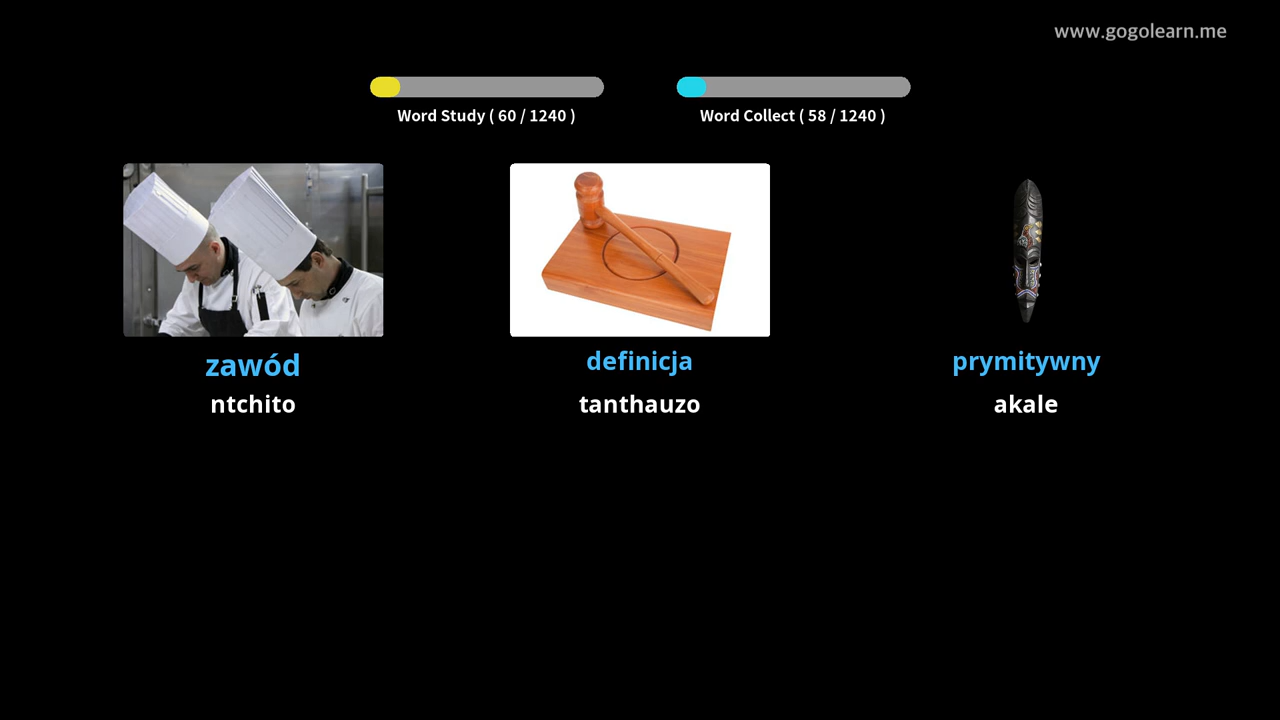 www.gogolearn.me
Word Study ( 60 / 1240 )
Word Collect ( 58 / 1240 )
zawód
definicja
prymitywny
ntchito
tanthauzo
akale